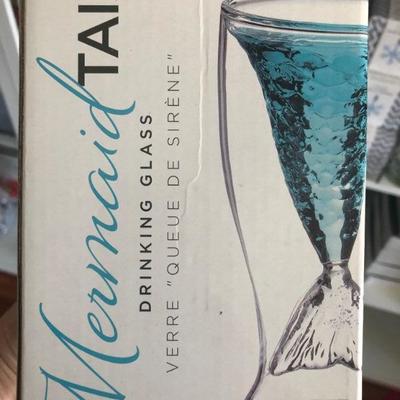 Mermaid TAI
DRINKING GLASS
VERRE "QUEUE DE SIRÈNE"